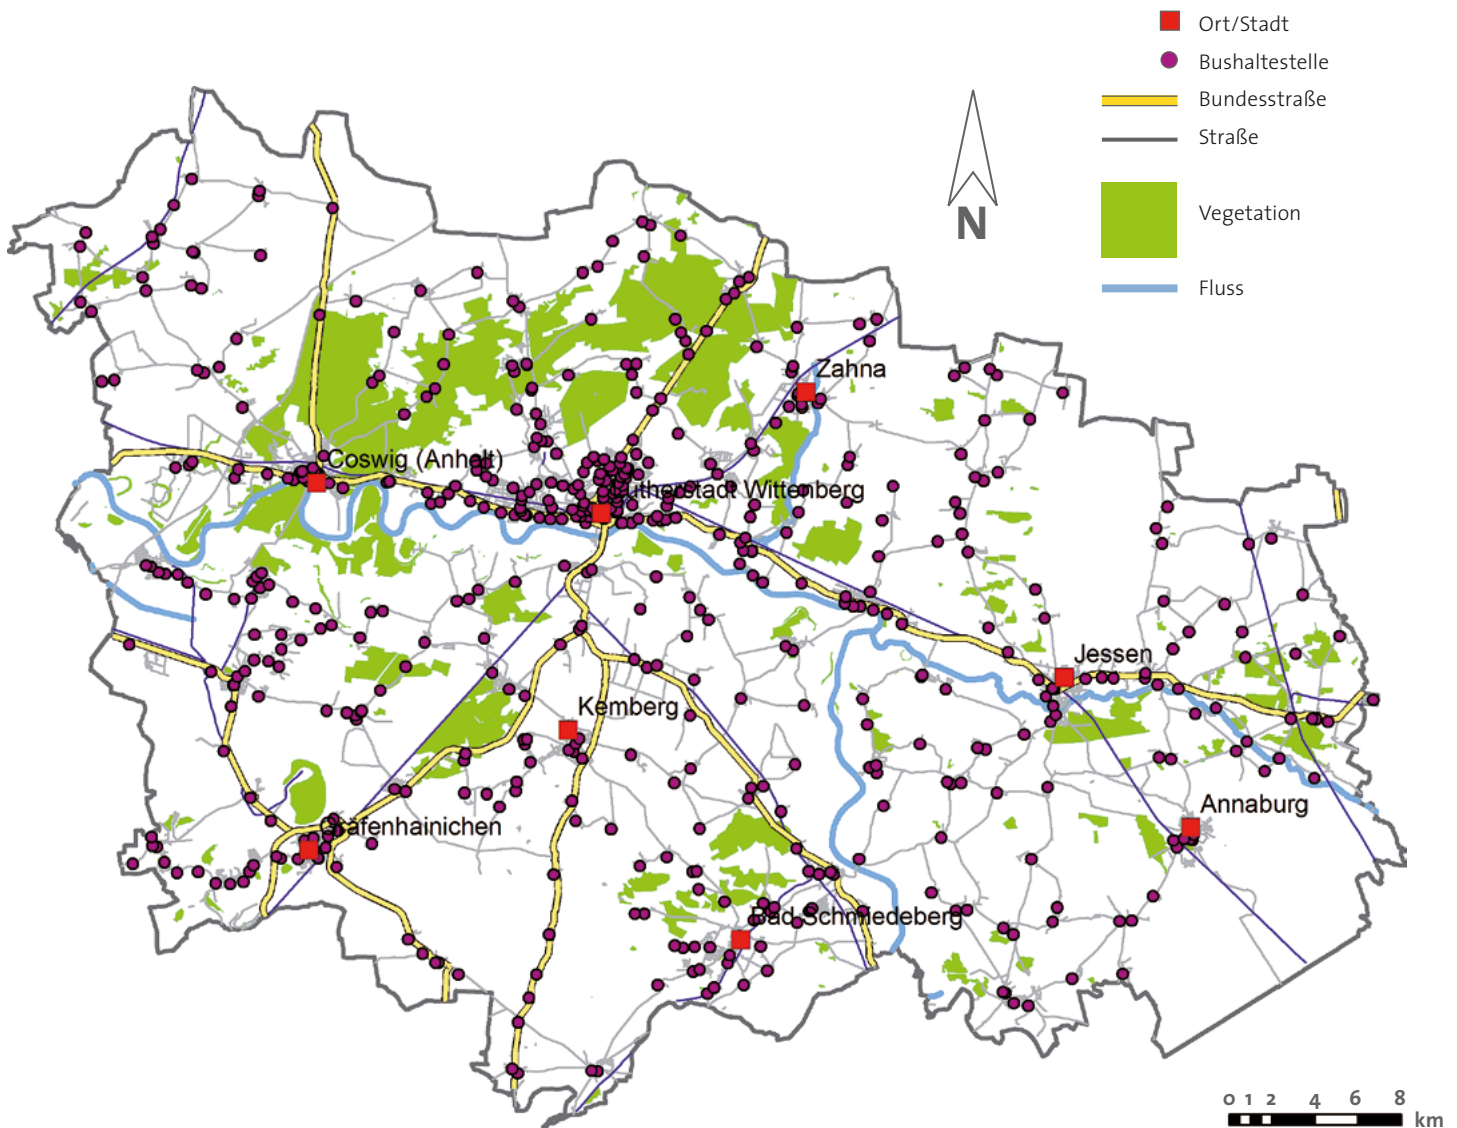 Ort/Stadt
Bushaltestelle
Bundesstraße
Straße
Vegetation
Fluss
N
Zahna
Coswig (Anhalt)
Lutherstadt Wittenberg
Jessen
Kemberg
Annaburg
Gräfenhainichen
Bad Schmiedeberg
0 1 2 4 6 8
km